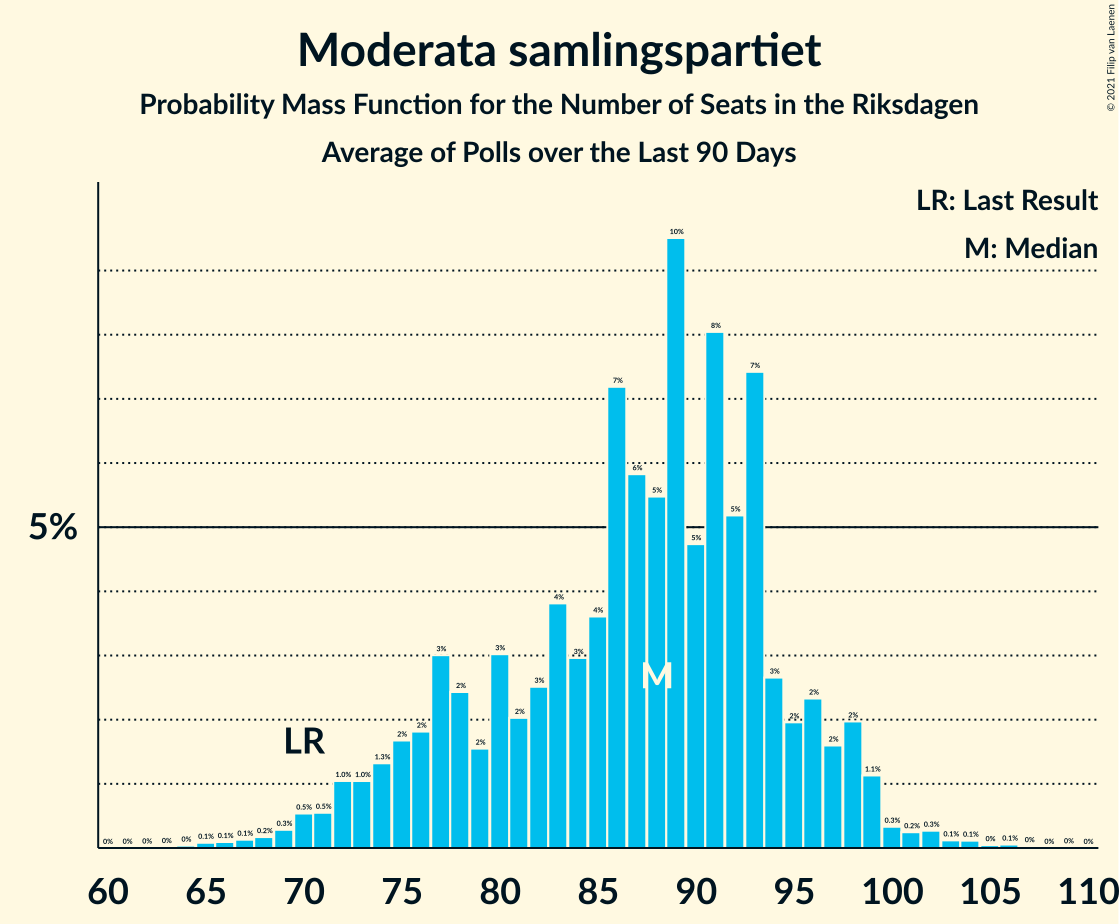 Moderata samlingspartiet
Probability Mass Function for the Number of Seats in the Riksdagen
Average of Polls over the Last 90 Days
© 2021 Filip van Laenen
LR: Last Result
M: Median
5%
0% 0% 0% 0% 0% 0.1% 0.1% 0.1% 0.2% 0.3% 0.5% 0.5% 1.0% 1.0% 1.3% 2% 2% 3% 2% 2% 3% 2% 3% 4% 3% 4% 7% 6% 5% 10% 5% 8% 5% 7% 3% 2% 2% 2% 2% 1.1% 0.3% 0.2% 0.3% 0.1% 0.1% 0% 0.1% 0% 0% 0% 0%
LR
M
60 65 70 75 80 85 90 95 100 105 110